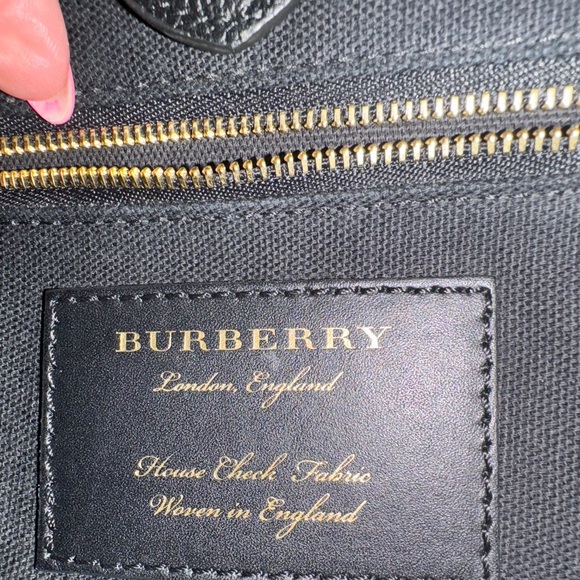 BURBERRY
London, England
House Check Fabric
Woven in England